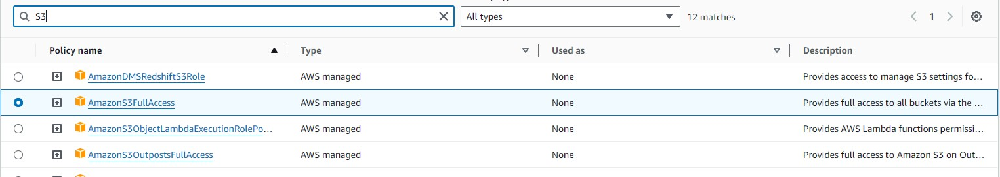 S3 All types 12 matches 1
Policy name Type Used as Description
AmazonDMSRedshiftS3Role AWS managed None Provides access to manage S3 settings fo...
AmazonS3FullAccess AWS managed None Provides full access to all buckets via the ...
AmazonS3ObjectLambdaExecutionRolePo... AWS managed None Provides AWS Lambda functions permissi...
AmazonS3OutpostsFullAccess AWS managed None Provides full access to Amazon S3 on Out...